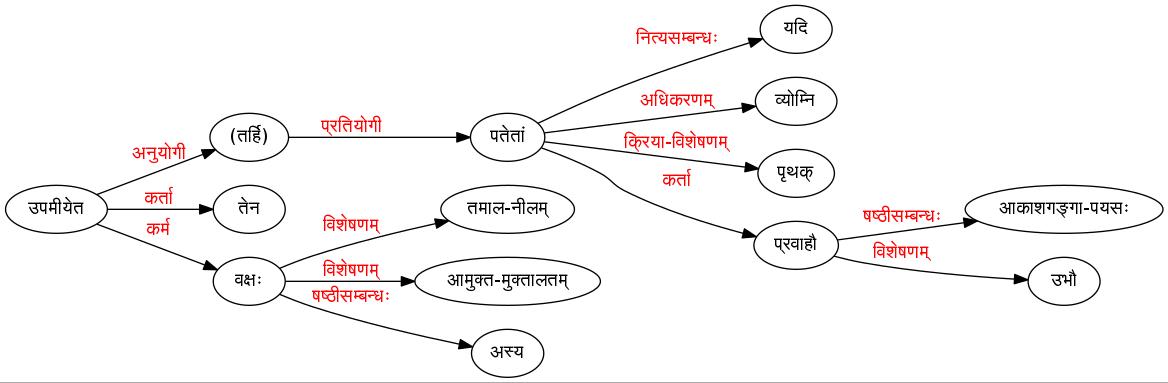 यदि
नित्यसम्बन्धः
व्योम्नि
अधिकरणम्
(तर्हि)
प्रतियोगी
पतेतां
क्रिया-विशेषणम्
अनुयोगी
पृथक्
कर्ता
उपमीयेत
कर्ता
तेन
तमाल-नीलम्
आकाशगङ्गा-पयसः
षष्ठीसम्बन्धः
कर्म
विशेषणम्
प्रवाहौ
विशेषणम्
वक्षः
विशेषणम्
आमुक्त-मुक्तालतम्
उभौ
षष्ठीसम्बन्धः
अस्य